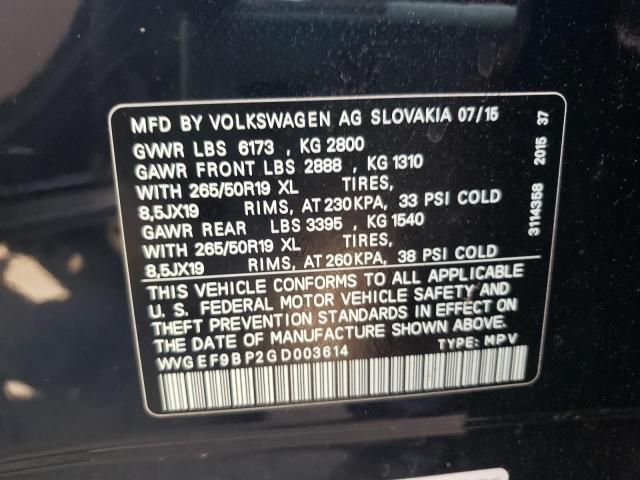 MFD BY VOLKSWAGEN AG SLOVAKIA 07/15
GVWR LBS 6173 , KG 2800
GAWR FRONT LBS 2888 , KG 1310
WITH 265/50R19 XL TIRES,
8,5JX19 RIMS, AT 230KPA, 33 PSI COLD
GAWR REAR LBS 3395 , KG 1540
WITH 265/50R19 XL TIRES,
8,5JX19 RIMS, AT 260KPA, 38 PSI COLD
THIS VEHICLE CONFORMS TO ALL APPLICABLE
U. S. FEDERAL MOTOR VEHICLE SAFETY AND
THEFT PREVENTION STANDARDS IN EFFECT ON
THE DATE OF MANUFACTURE SHOWN ABOVE.
WVGEF9BP2GD003614 TYPE: MPV
3114358 2015 37